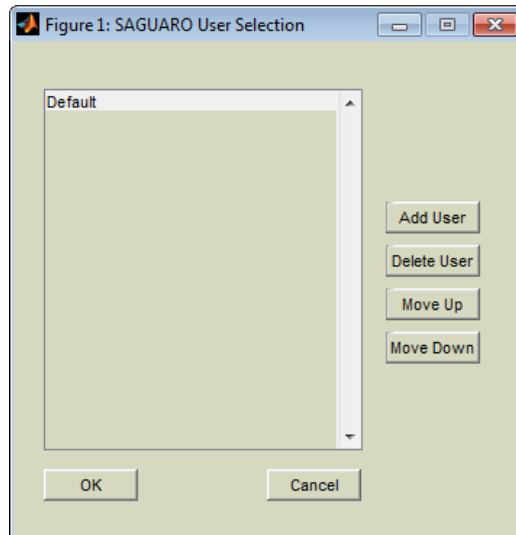 Figure 1: SAGUARO User Selection
Default
Add User
Delete User
Move Up
Move Down
OK
Cancel